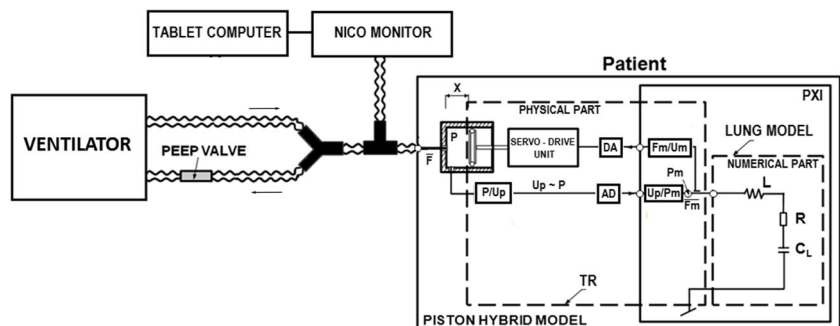 TABLET COMPUTER
NICO MONITOR
Patient
PXI
X
PHYSICAL PART
VENTILATOR
P
SERVO - DRIVE
UNIT
DA
Fm/Um
LUNG MODEL
NUMERICAL PART
PEEP VALVE
F
P/Up
Up ~ P
AD
Up/Pm
Pm
Fm
L
R
CL
TR
PISTON HYBRID MODEL